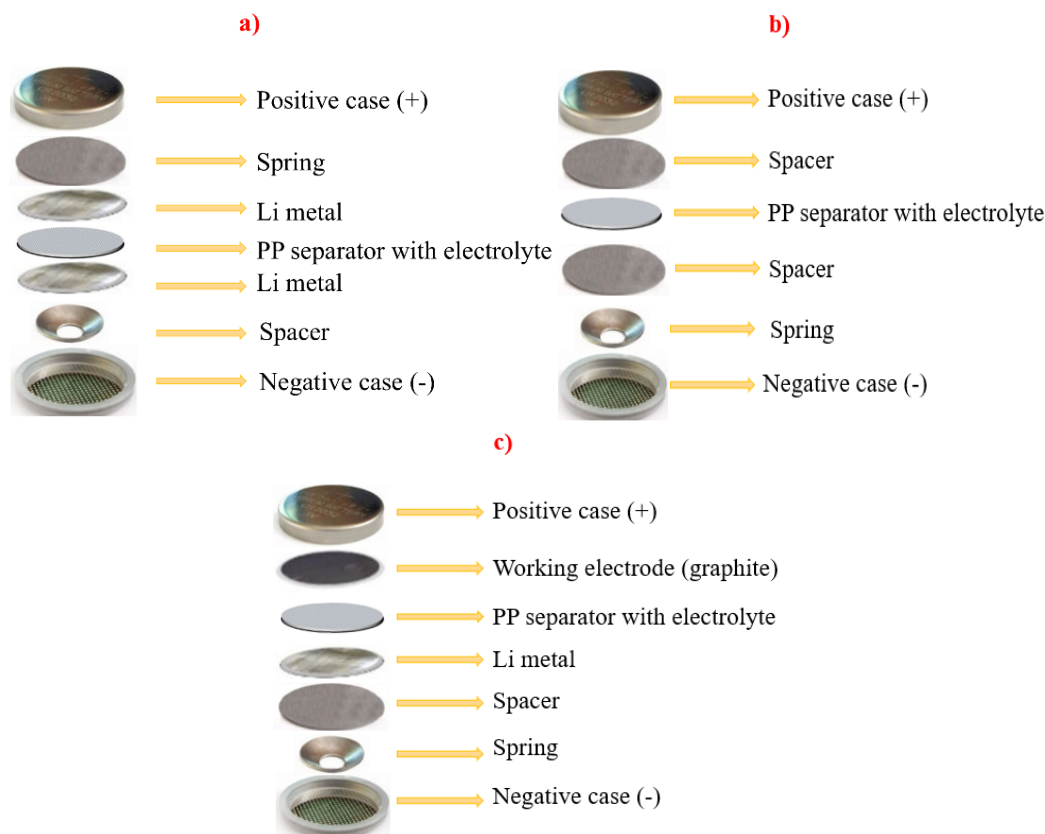 a)
Positive case (+)
Spring
Li metal
PP separator with electrolyte
Li metal
Spacer
Negative case (-)
b)
Positive case (+)
Spacer
PP separator with electrolyte
Spacer
Spring
Negative case (-)
c)
Positive case (+)
Working electrode (graphite)
PP separator with electrolyte
Li metal
Spacer
Spring
Negative case (-)